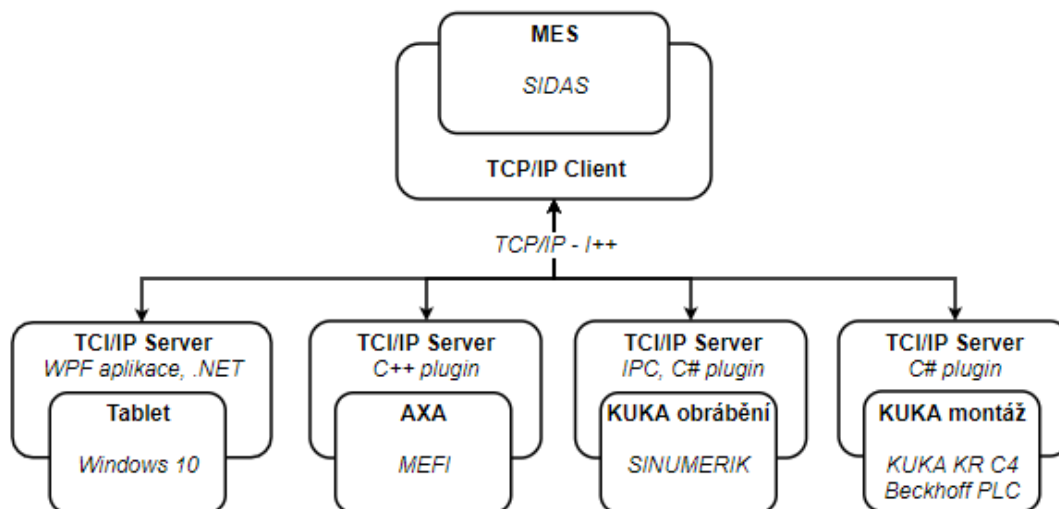 MES
SIDAS
TCP/IP Client
TCP/IP - I++
TCI/IP Server
WPF aplikace, .NET
Tablet
Windows 10
TCI/IP Server
C++ plugin
AXA
MEFI
TCI/IP Server
IPC, C# plugin
KUKA obrábění
SINUMERIK
TCI/IP Server
C# plugin
KUKA montáž
KUKA KR C4
Beckhoff PLC